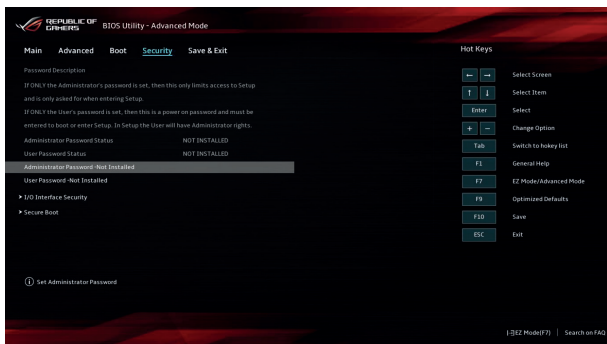 REPUBLIC OF
GAMERS
BIOS Utility - Advanced Mode
Main Advanced Boot Security Save & Exit
Password Description
If ONLY the Administrator's password is set, then this only limits access to Setup
and is only asked for when entering Setup.
If ONLY the User's password is set, then this is a power on password and must be
entered to boot or enter Setup. In Setup the User will have Administrator rights.
Administrator Password Status NOT INSTALLED
User Password Status NOT INSTALLED
Administrator Password -Not Installed
User Password -Not Installed
I/O Interface Security
Secure Boot
Set Administrator Password
Hot Keys
← → Select Screen
↑ ↓ Select Item
Enter Select
+ − Change Option
Tab Switch to hokey list
F1 General Help
F7 EZ Mode/Advanced Mode
F9 Optimized Defaults
F10 Save
ESC Exit
EZ Mode(F7) | Search on FAQ